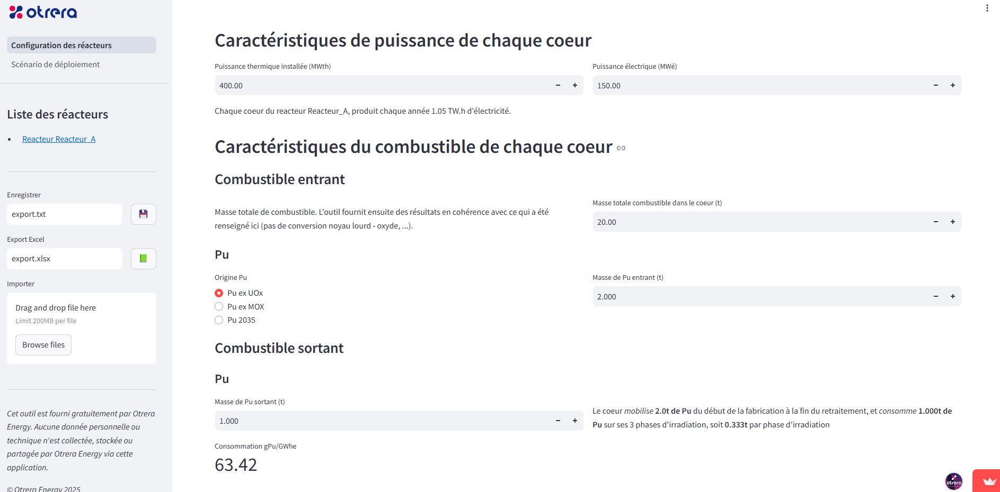 otrera
Configuration des réacteurs
Scénario de déploiement
Liste des réacteurs
Reacteur Reacteur_A
Enregistrer
export.txt
Export Excel
export.xlsx
Importer
Drag and drop file here
Limit 200MB per file
Browse files
Cet outil est fourni gratuitement par Otrera
Energy. Aucune donnée personnelle ou
technique n'est collectée, stockée ou
partagée par Otrera Energy via cette
application.
© Otrera Energy 2025
Caractéristiques de puissance de chaque coeur
Puissance thermique installée (MWth)
400.00
Puissance électrique (MWé)
150.00
Chaque coeur du reacteur Reacteur_A, produit chaque année 1.05 TW.h d'électricité.
Caractéristiques du combustible de chaque coeur
Combustible entrant
Masse totale de combustible. L'outil fournit ensuite des résultats en cohérence avec ce qui a été
renseigné ici (pas de conversion noyau lourd - oxyde, ...).
Masse totale combustible dans le coeur (t)
20.00
Pu
Origine Pu
Pu ex UOx
Pu ex MOX
Pu 2035
Masse de Pu entrant (t)
2.000
Combustible sortant
Pu
Masse de Pu sortant (t)
1.000
Le coeur mobilise 2.0t de Pu du début de la fabrication à la fin du retraitement, et consomme 1.000t de
Pu sur ses 3 phases d'irradiation, soit 0.333t par phase d'irradiation
Consommation gPu/GWhe
63.42
otrera